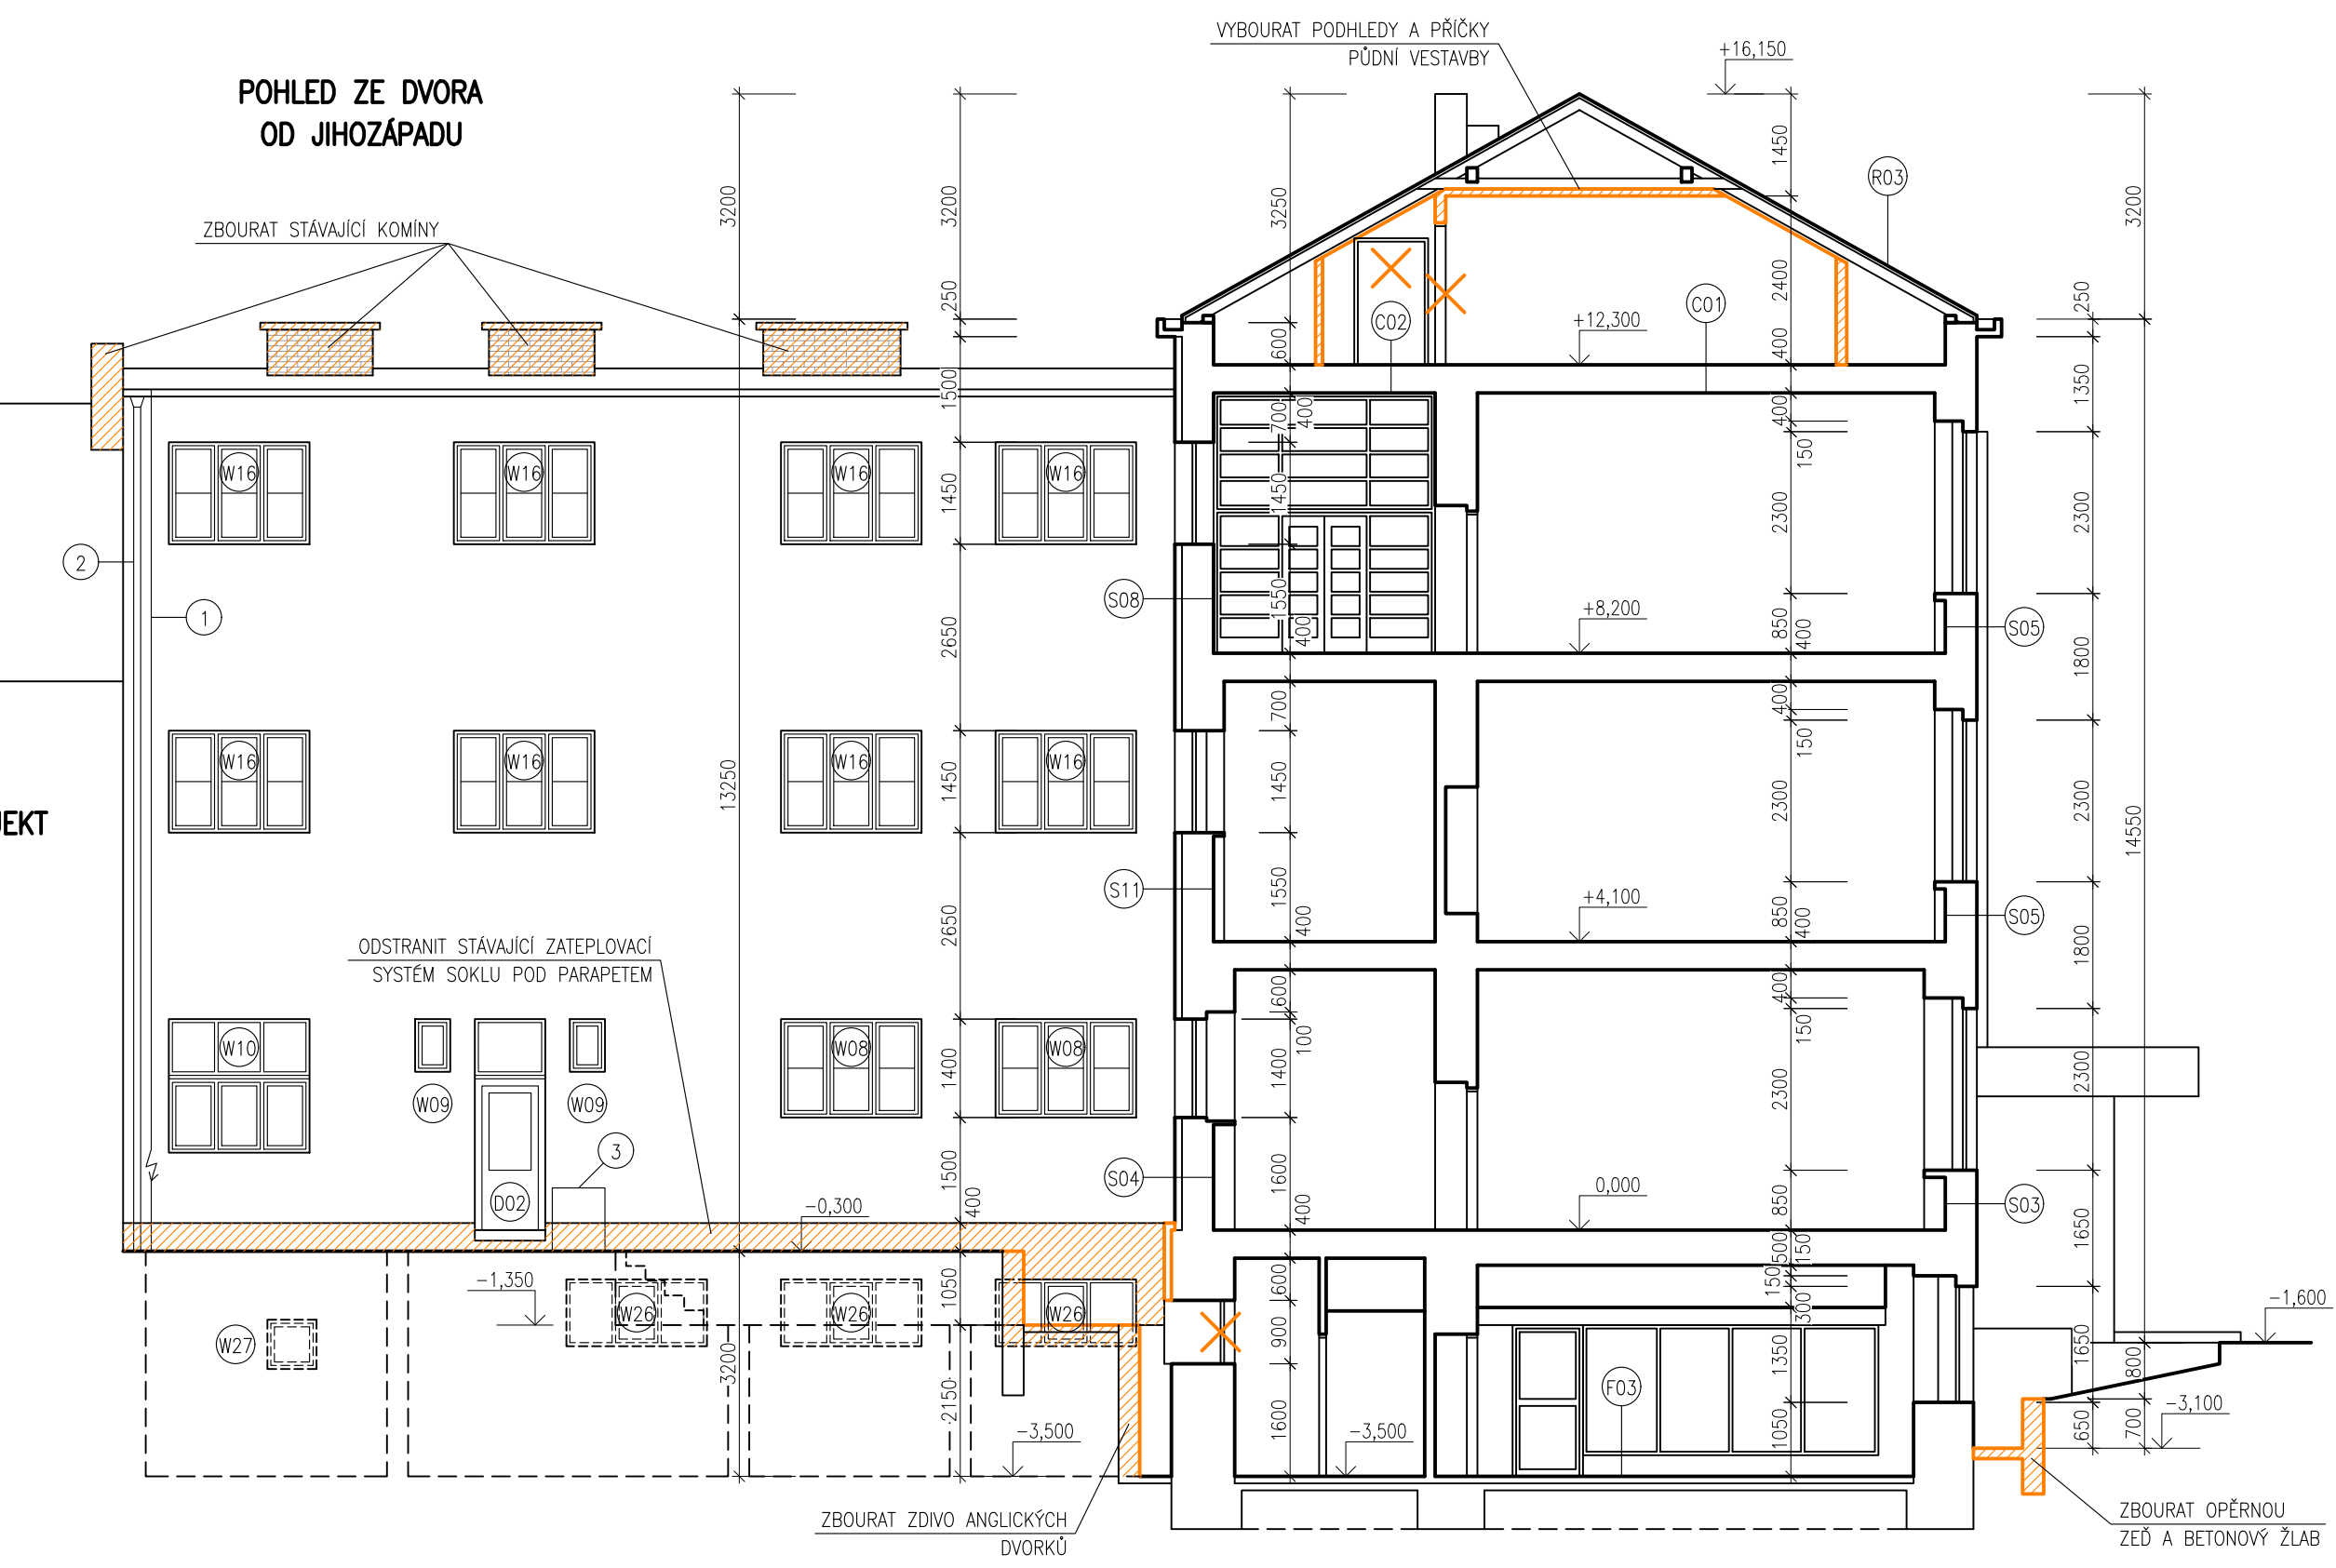 VYBOURAT PODHLEDY A PŘÍČKY
PŮDNÍ VESTAVBY
+16,150
POHLED ZE DVORA
OD JIHOZÁPADU
1450
R03
3200
3200
3250
3200
ZBOURAT STÁVAJÍCÍ KOMÍNY
2400
250
250
C02
C01
+12,300
600
400
1350
1500
700
400
400
150
W16
W16
W16
W16
1450
1450
2300
2300
2
1
S08
1550
+8,200
850
400
S05
2650
400
1800
700
400
150
W16
W16
W16
W16
13250
1450
1450
2300
2300
14550
JEKT
S11
1550
+4,100
850
400
S05
2650
400
1800
ODSTRANIT STÁVAJÍCÍ ZATEPLOVACÍ
SYSTÉM SOKLU POD PARAPETEM
600
400
100
150
W10
W09
W09
W08
W08
1400
1400
2300
2300
3
S04
1500
1600
0,000
850
S03
D02
400
-0,300
400
1650
500
150
-1,350
1050
600
150
300
W27
W26
W26
W26
-1,600
3200
900
1350
1650
800
F03
2150
1600
1050
650
700
-3,100
-3,500
-3,500
ZBOURAT ZDIVO ANGLICKÝCH
DVORKŮ
ZBOURAT OPĚRNOU
ZEĎ A BETONOVÝ ŽLAB